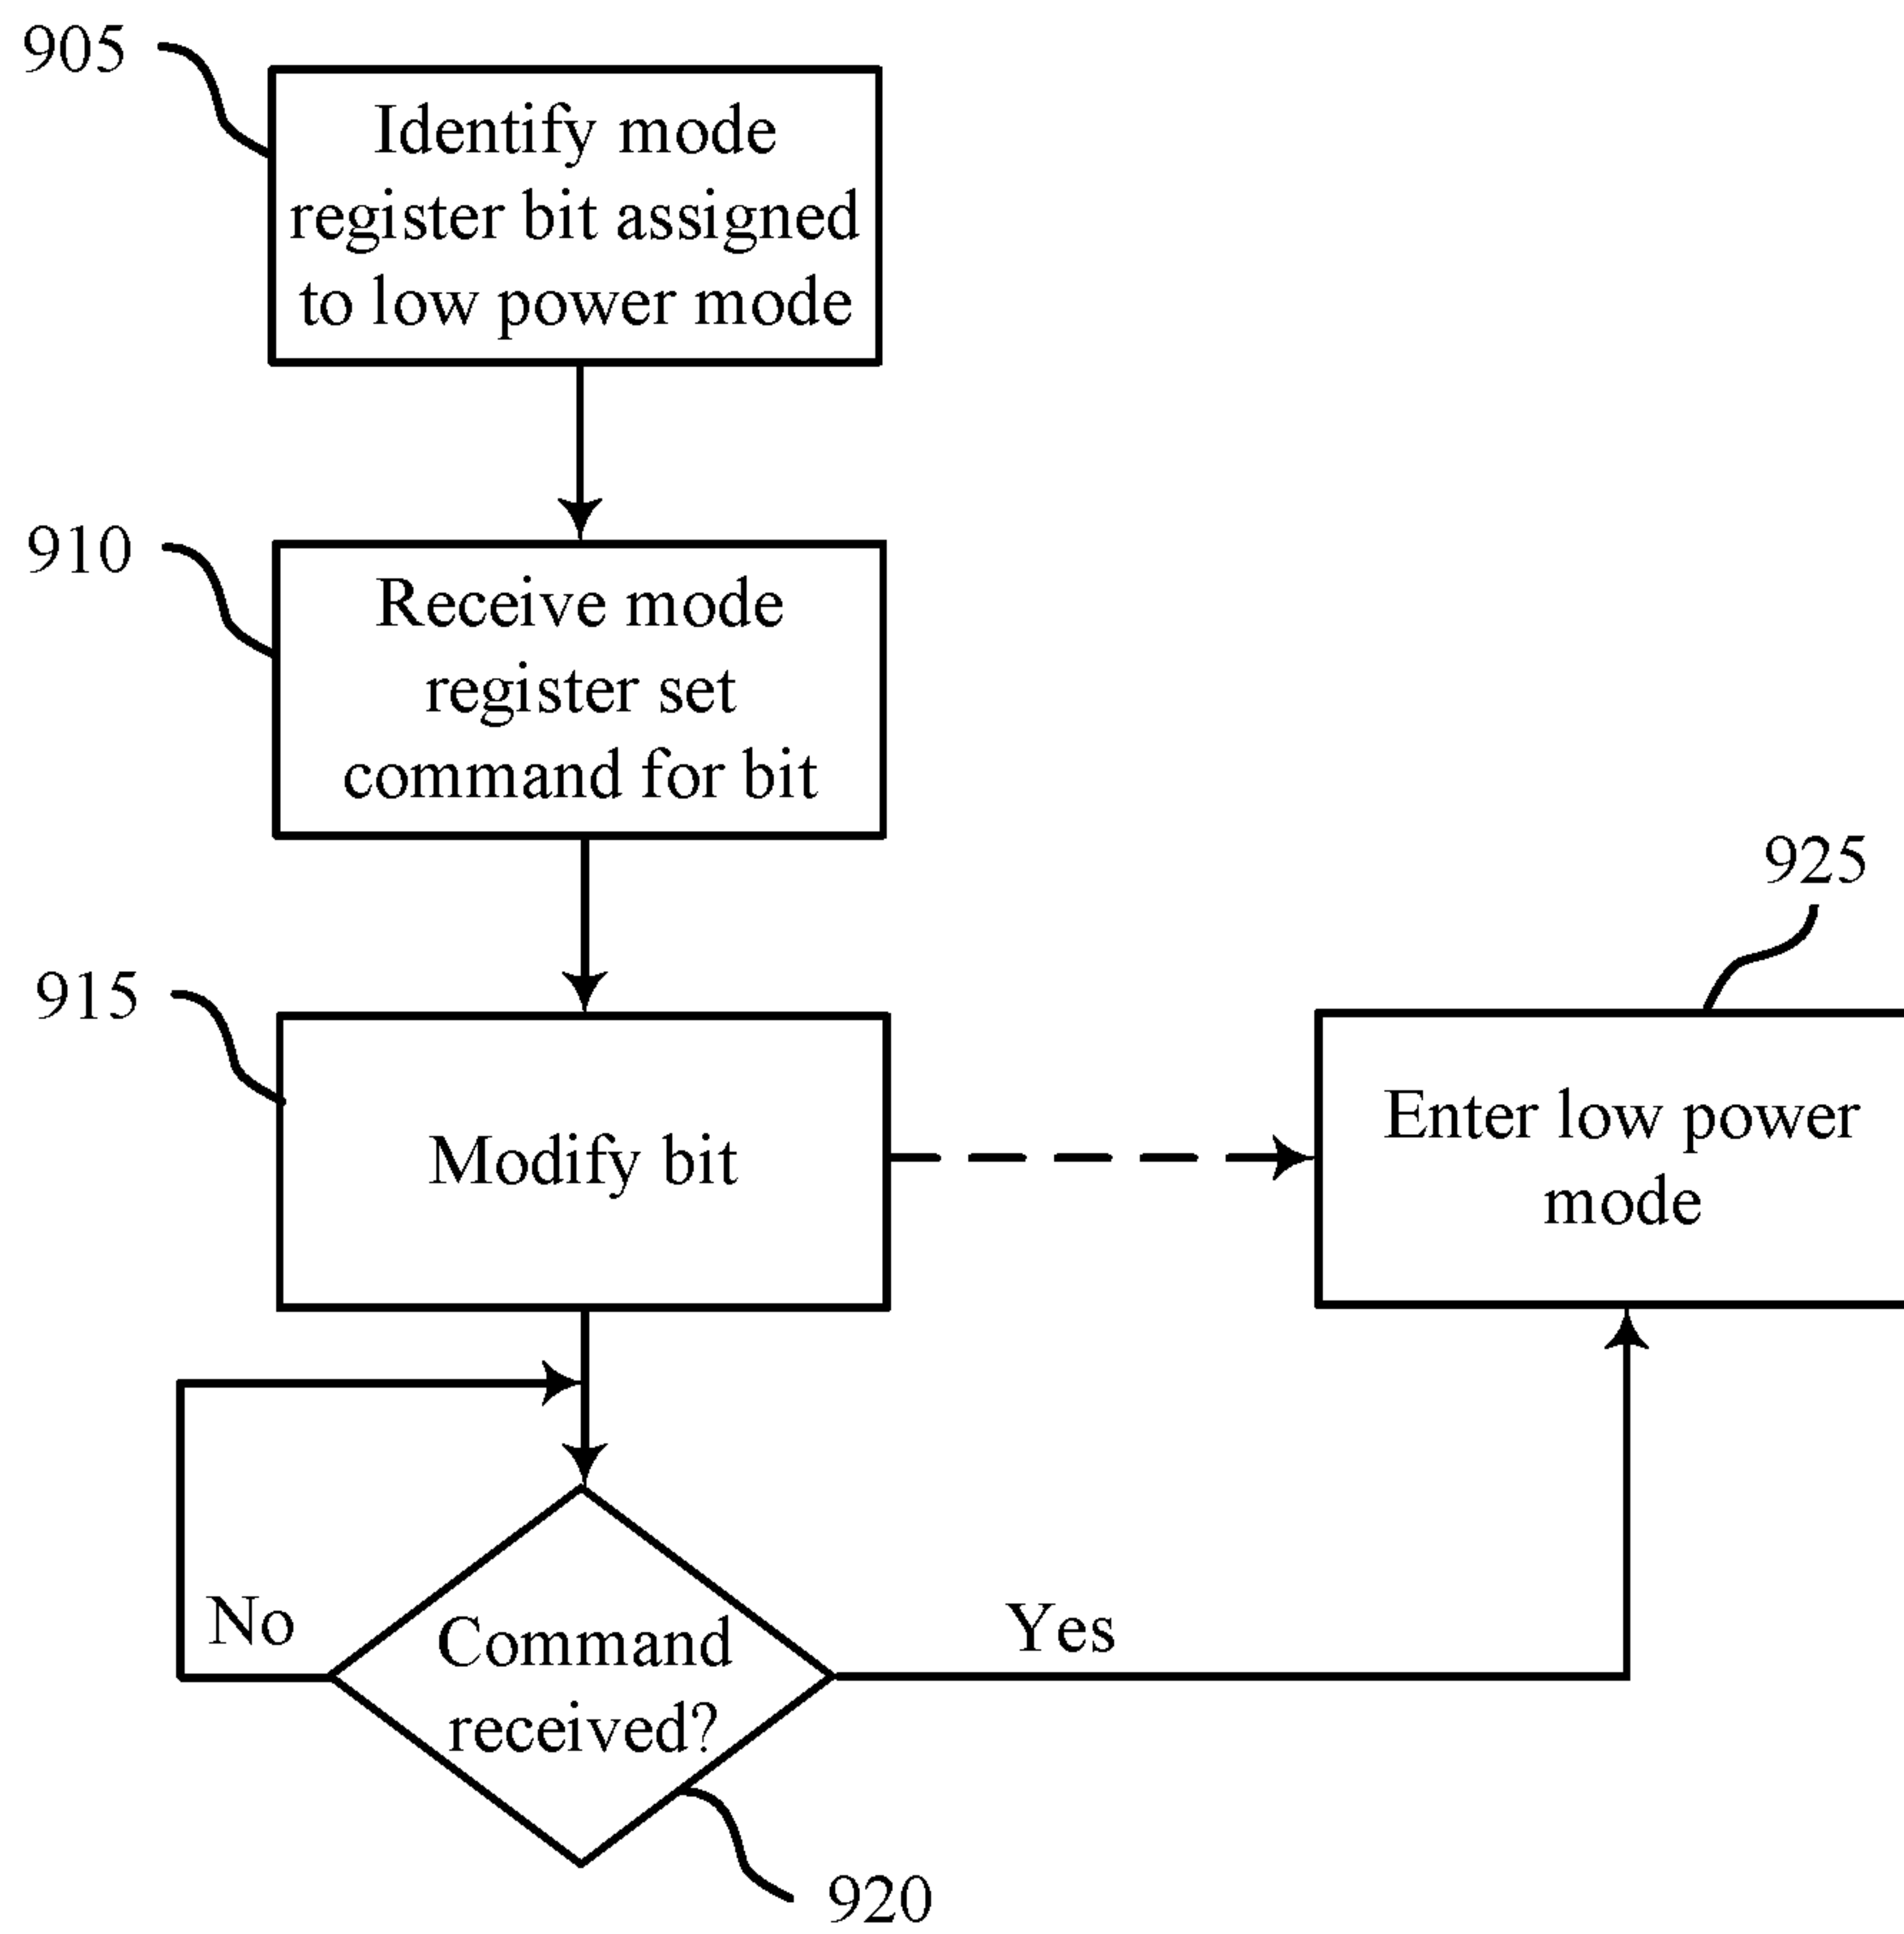 905
Identify mode
register bit assigned
to low power mode
910
Receive mode
register set
command for bit
915
Modify bit
925
Enter low power
mode
No
Command
received?
Yes
920